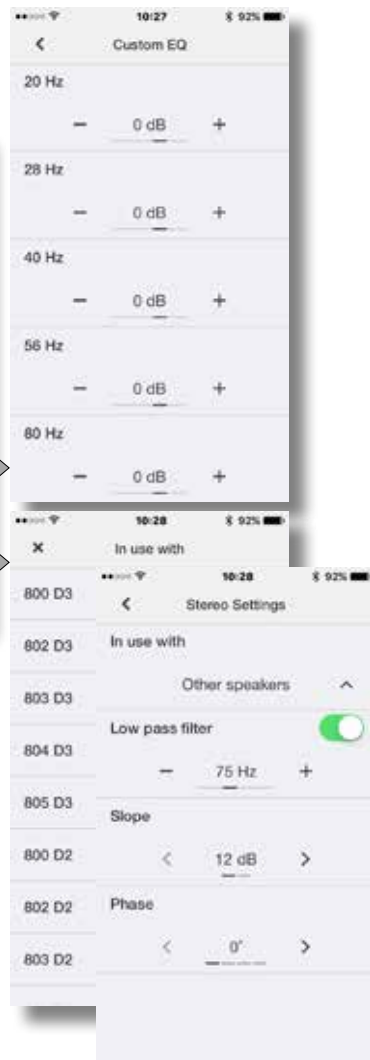 10:27 92%
Custom EQ
20 Hz
− 0 dB +
28 Hz
− 0 dB +
40 Hz
− 0 dB +
56 Hz
− 0 dB +
80 Hz
− 0 dB +
10:28 92%
× In use with
800 D3
802 D3
803 D3
804 D3
805 D3
800 D2
802 D2
803 D2
10:28 92%
< Stereo Settings
In use with
Other speakers
Low pass filter
− 75 Hz +
Slope
< 12 dB >
Phase
< 0° >